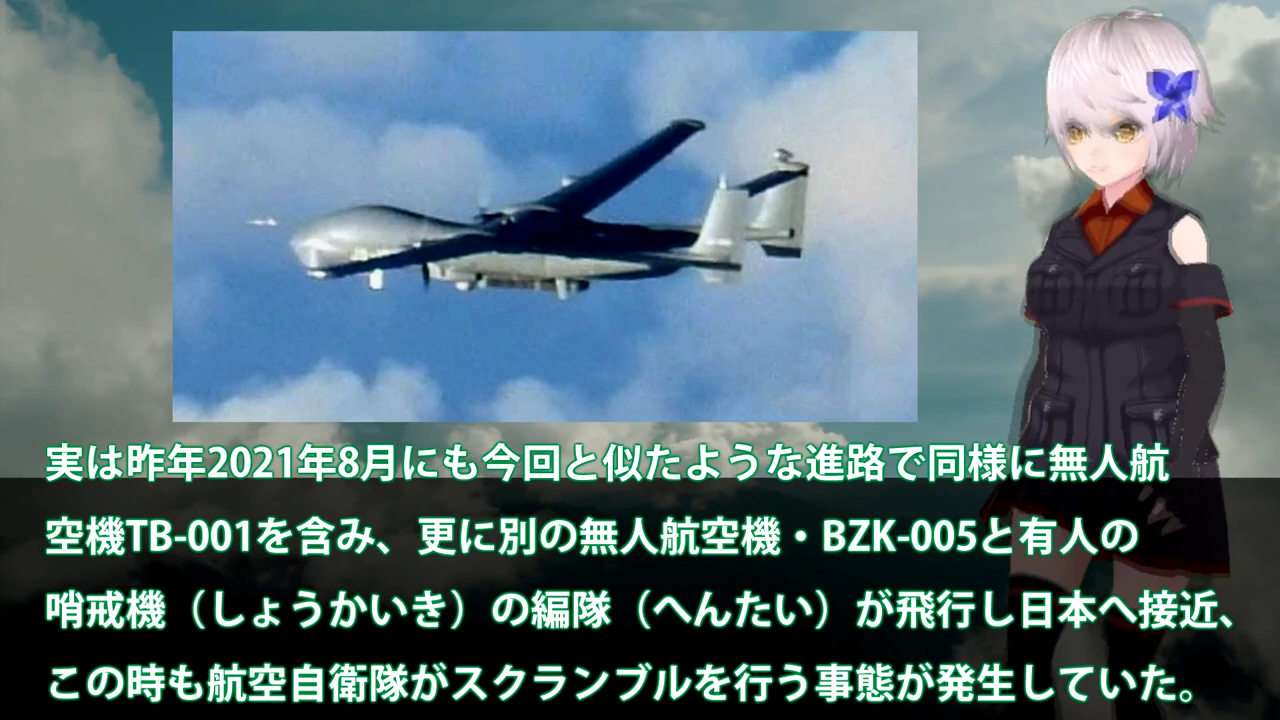 実は昨年2021年8月にも今回と似たような進路で同様に無人航
空機TB-001を含み、更に別の無人航空機・BZK-005と有人の
哨戒機（しょうかいき）の編隊（へんたい）が飛行し日本へ接近、
この時も航空自衛隊がスクランブルを行う事態が発生していた。